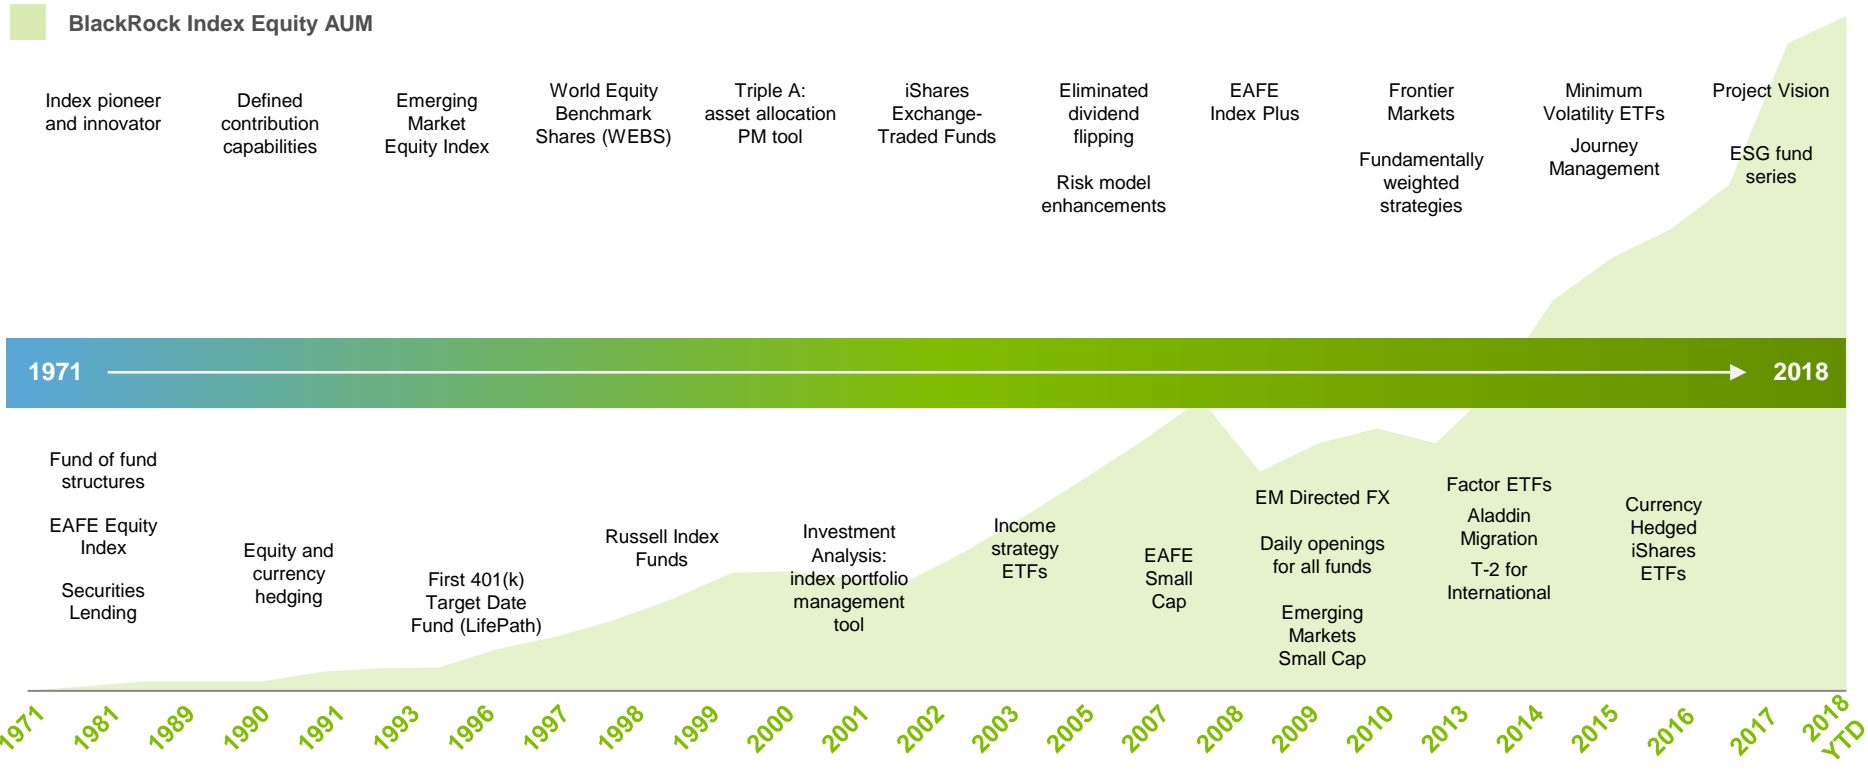 BlackRock Index Equity AUM
Index pioneer
and innovator
Defined
contribution
capabilities
Emerging
Market
Equity Index
World Equity
Benchmark
Shares (WEBS)
Triple A:
asset allocation
PM tool
iShares
Exchange-
Traded Funds
Eliminated
dividend
flipping
Risk model
enhancements
EAFE
Index Plus
Frontier
Markets
Fundamentally
weighted
strategies
Minimum
Volatility ETFs
Journey
Management
Project Vision
ESG fund
series
1971
2018
Fund of fund
structures
EAFE Equity
Index
Securities
Lending
Equity and
currency
hedging
First 401(k)
Target Date
Fund (LifePath)
Russell Index
Funds
Investment
Analysis:
index portfolio
management
tool
Income
strategy
ETFs
EAFE
Small
Cap
EM Directed FX
Daily openings
for all funds
Emerging
Markets
Small Cap
Factor ETFs
Aladdin
Migration
T-2 for
International
Currency
Hedged
iShares
ETFs
1971
1981
1989
1990
1991
1993
1996
1997
1998
1999
2000
2001
2002
2003
2005
2007
2008
2009
2010
2013
2014
2015
2016
2017
2018
YTD